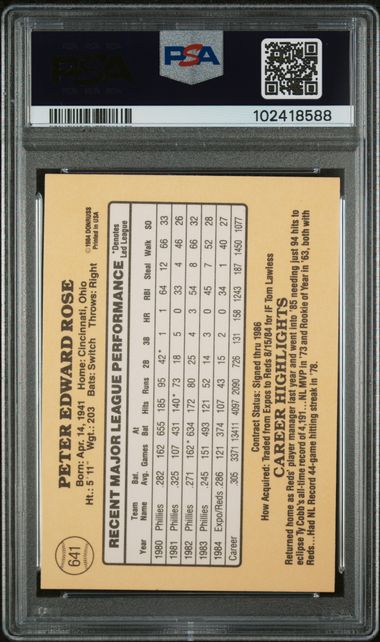 PSA
102418588
641
PETER EDWARD ROSE
Born: Apr. 14, 1941 Home: Cincinnati, Ohio
Ht.: 5' 11" Wgt.: 203 Bats: Switch Throws: Right
©1984 DONRUSS
Printed in USA
RECENT MAJOR LEAGUE PERFORMANCE
*Denotes
Led League
Year Team Name Bat. Avg. Games At Bat Hits Runs 2B 3B HR RBI Steal Walk SO
1980 Phillies .282 162 655 185 95 42* 1 1 64 12 66 33
1981 Phillies .325 107 431 140* 73 18 5 0 33 4 46 26
1982 Phillies .271 162* 634 172 80 25 4 3 54 8 66 32
1983 Phillies .245 151 493 121 52 14 3 0 45 7 52 28
1984 Expo/Reds .286 121 374 107 43 15 2 0 34 1 40 27
Career .305 3371 13411 4097 2090 726 131 158 1243 187 1450 1077
Contract Status: Signed thru 1986
How Acquired: Traded from Expos to Reds 8/15/84 for IF Tom Lawless
CAREER HIGHLIGHTS
Returned home as Reds' player manager last year and went into '85 needing just 94 hits to
eclipse Ty Cobb's all-time record of 4,191...NL MVP in '73 and Rookie of Year in '63, both with
Reds...Had NL Record 44-game hitting streak in '78.